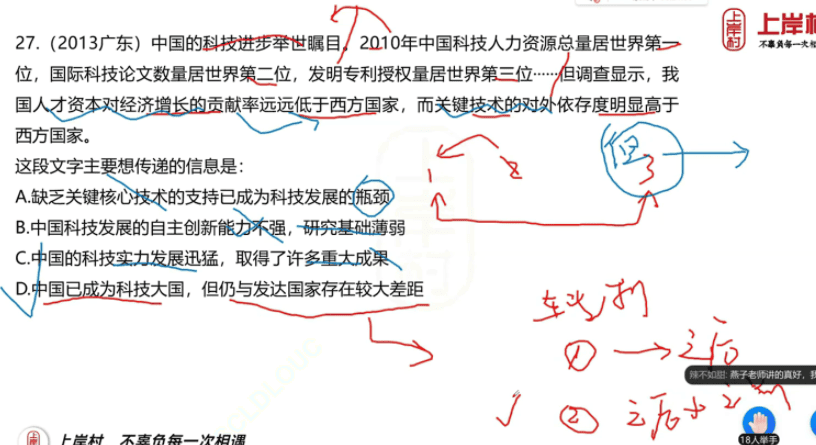 上岸村
不辜负每一次相
27.（2013广东）中国的科技进步举世瞩目。2010年中国科技人力资源总量居世界第一
位，国际科技论文数量居世界第二位，发明专利授权量居世界第三位……但调查显示，我
国人才资本对经济增长的贡献率远远低于西方国家，而关键技术的对外依存度明显高于
西方国家。
这段文字主要想传递的信息是：
A.缺乏关键核心技术的支持已成为科技发展的瓶颈
B.中国科技发展的自主创新能力不强，研究基础薄弱
C.中国的科技实力发展迅猛，取得了许多重大成果
D.中国已成为科技大国，但仍与发达国家存在较大差距
1 2 但 3
① → 之后
辣不如甜: 燕子老师讲的真好，我
② 之后+之前
18人举手
上岸村 不辜负每一次相遇